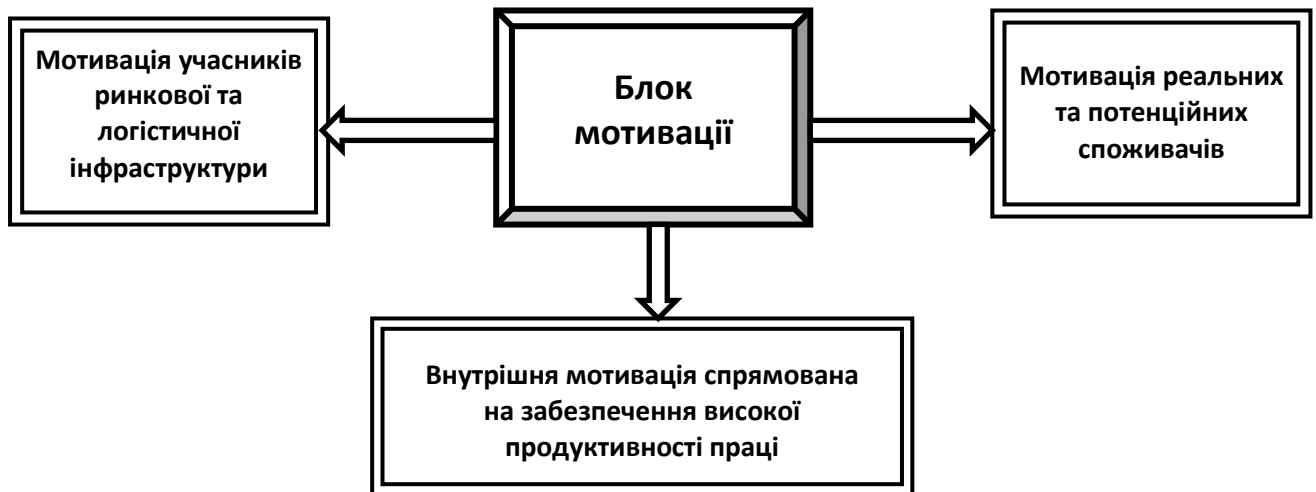 Мотивація учасників
ринкової та
логістичної
інфраструктури
Блок
мотивації
Мотивація реальних
та потенційних
споживачів
Внутрішня мотивація спрямована
на забезпечення високої
продуктивності праці